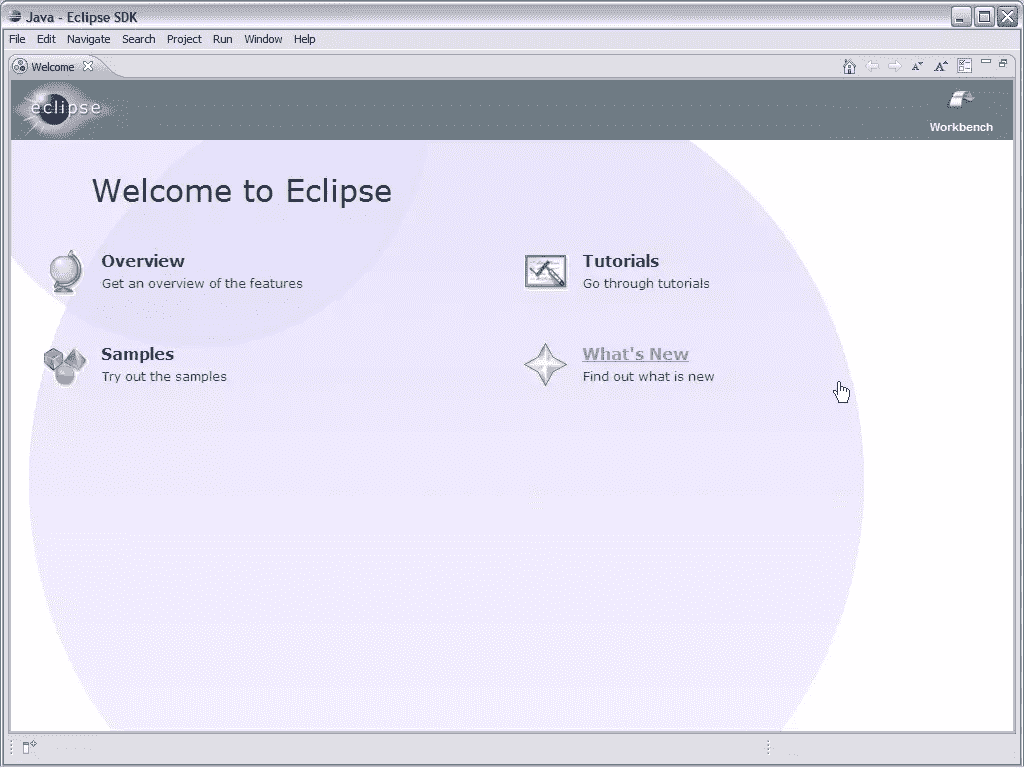 Java - Eclipse SDK
File Edit Navigate Search Project Run Window Help
Welcome
eclipse
Workbench
Welcome to Eclipse
Overview
Get an overview of the features
Tutorials
Go through tutorials
Samples
Try out the samples
What's New
Find out what is new